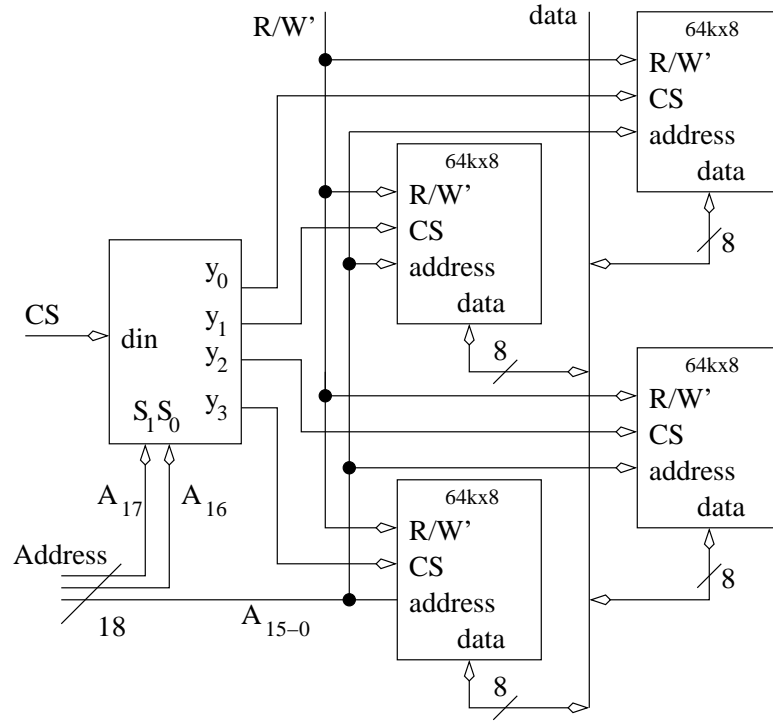 R/W’
data
64kx8
R/W’
CS
address
data
8
64kx8
R/W’
CS
address
data
8
CS
din
y0
y1
y2
y3
S1S0
A17
A16
Address
18
A15–0
64kx8
R/W’
CS
address
data
8
64kx8
R/W’
CS
address
data
8